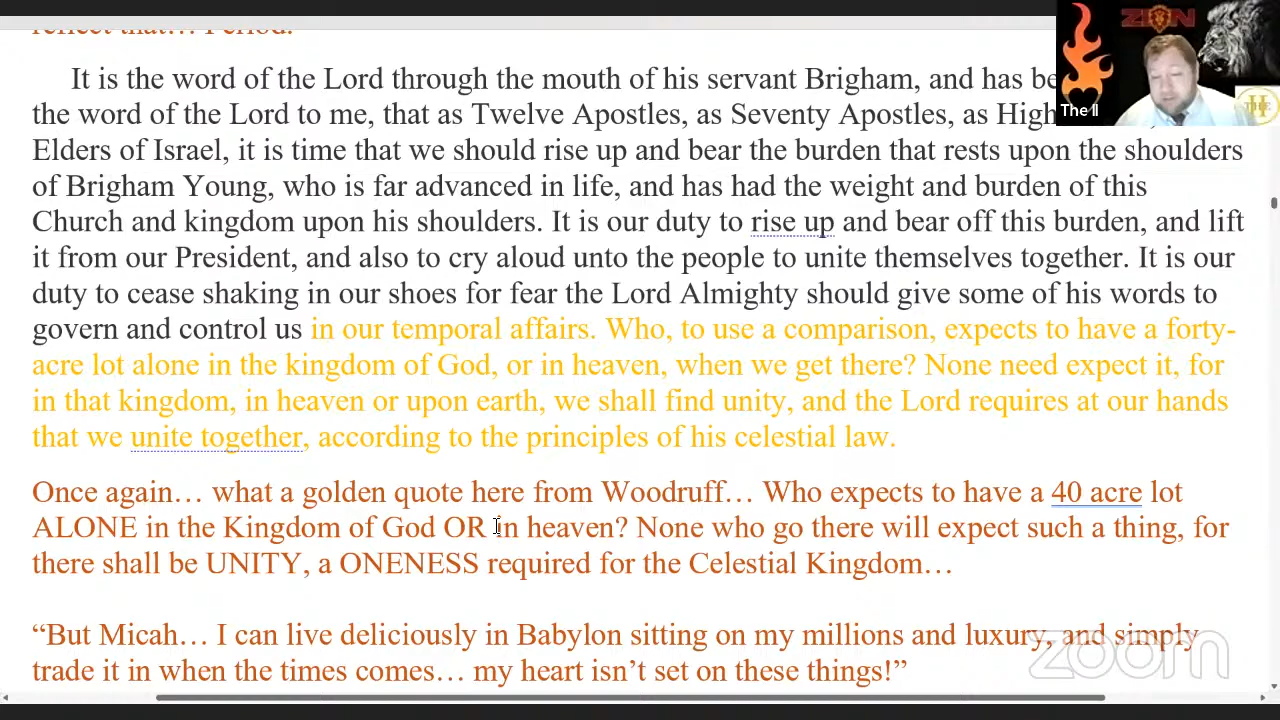 reflect that… Period.
It is the word of the Lord through the mouth of his servant Brigham, and has be
the word of the Lord to me, that as Twelve Apostles, as Seventy Apostles, as High
Elders of Israel, it is time that we should rise up and bear the burden that rests upon the shoulders
of Brigham Young, who is far advanced in life, and has had the weight and burden of this
Church and kingdom upon his shoulders. It is our duty to rise up and bear off this burden, and lift
it from our President, and also to cry aloud unto the people to unite themselves together. It is our
duty to cease shaking in our shoes for fear the Lord Almighty should give some of his words to
govern and control us in our temporal affairs. Who, to use a comparison, expects to have a forty-
acre lot alone in the kingdom of God, or in heaven, when we get there? None need expect it, for
in that kingdom, in heaven or upon earth, we shall find unity, and the Lord requires at our hands
that we unite together, according to the principles of his celestial law.
Once again… what a golden quote here from Woodruff… Who expects to have a 40 acre lot
ALONE in the Kingdom of God OR in heaven? None who go there will expect such a thing, for
there shall be UNITY, a ONENESS required for the Celestial Kingdom…
“But Micah… I can live deliciously in Babylon sitting on my millions and luxury, and simply
trade it in when the times comes… my heart isn’t set on these things!”
ZION
The II
THE
zoom